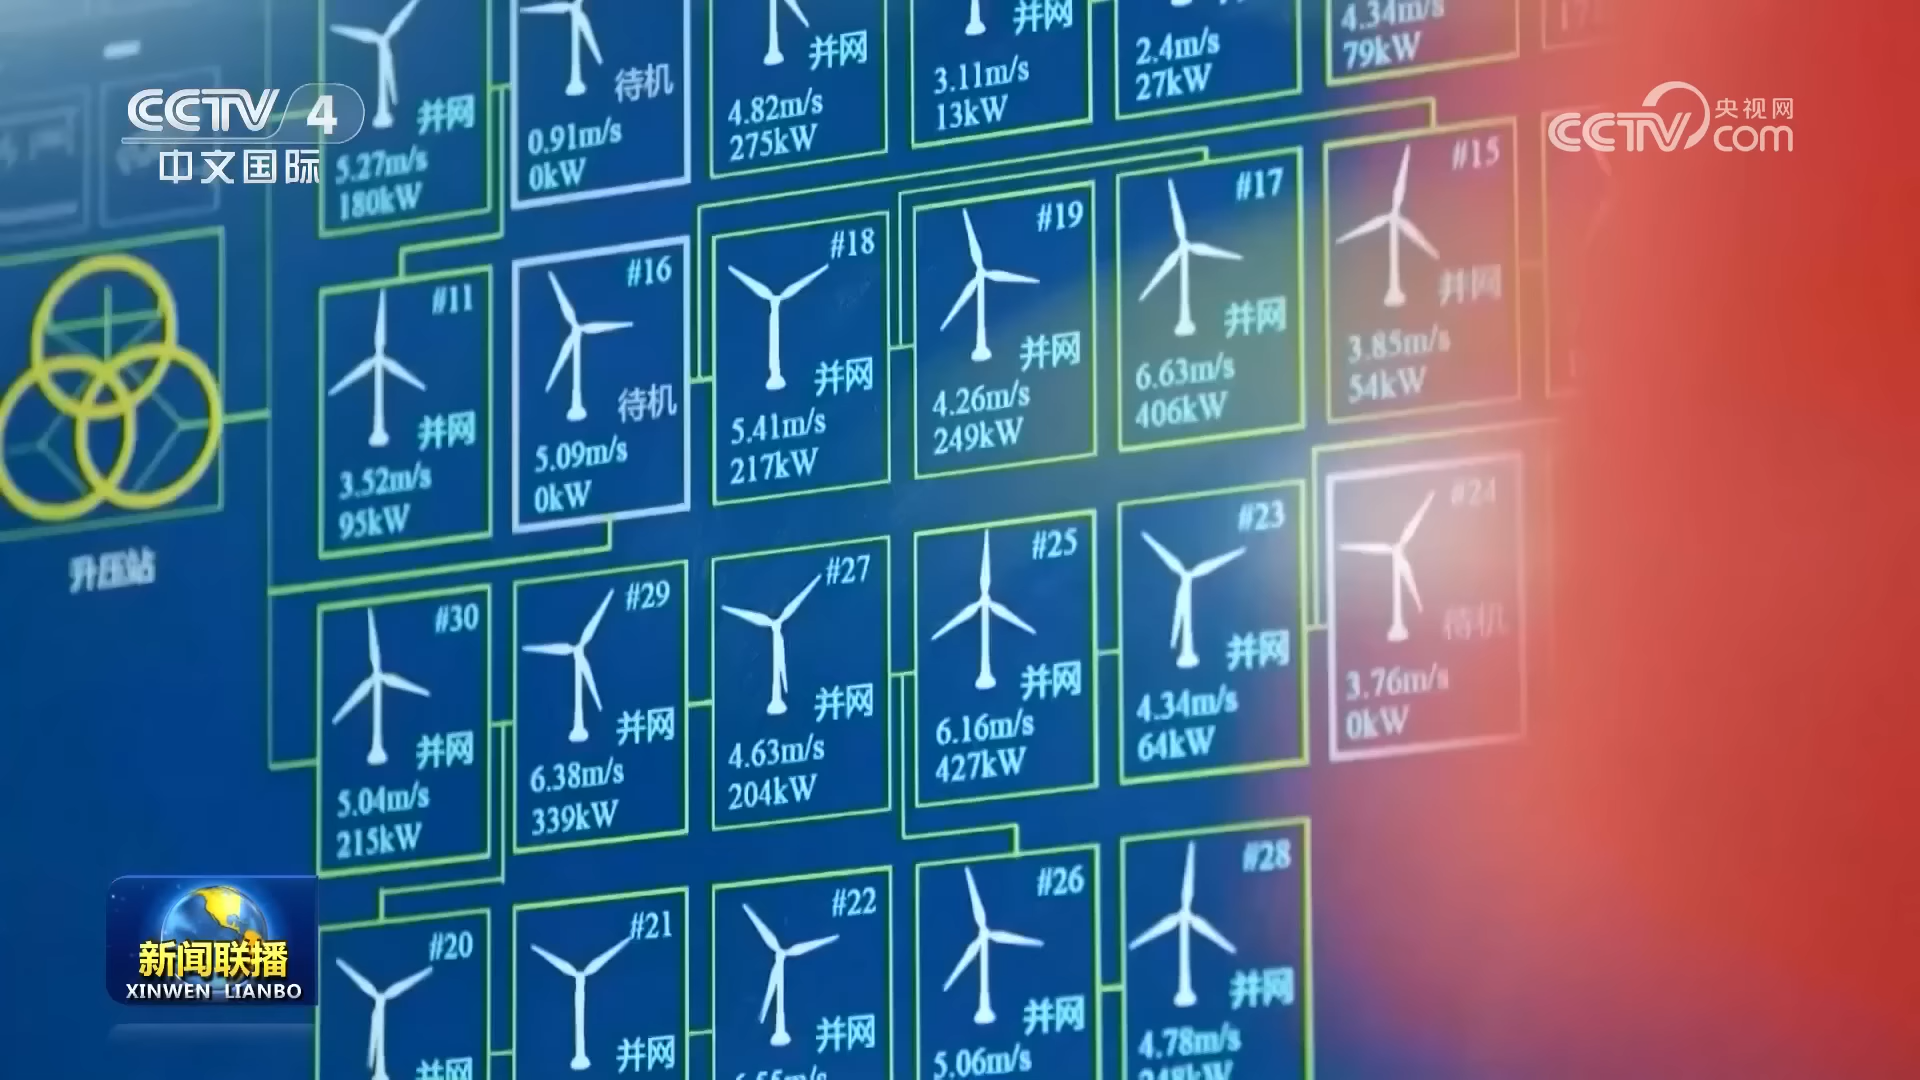 CCTV 4
中文国际
央视网
CCTV.com
并网
5.27m/s
180kW
待机
0.91m/s
0kW
并网
4.82m/s
275kW
并网
3.11m/s
13kW
2.4m/s
27kW
4.34m/s
79kW
#11
并网
3.52m/s
95kW
#16
待机
5.09m/s
0kW
#18
并网
5.41m/s
217kW
#19
并网
4.26m/s
249kW
#17
并网
6.63m/s
406kW
#15
并网
3.85m/s
54kW
升压站
#30
并网
5.04m/s
215kW
#29
并网
6.38m/s
339kW
#27
并网
4.63m/s
204kW
#25
并网
6.16m/s
427kW
#23
并网
4.34m/s
64kW
#24
待机
3.76m/s
0kW
#20
并网
#21
并网
#22
并网
#26
并网
5.06m/s
#28
并网
4.78m/s
新闻联播
XINWEN LIANBO